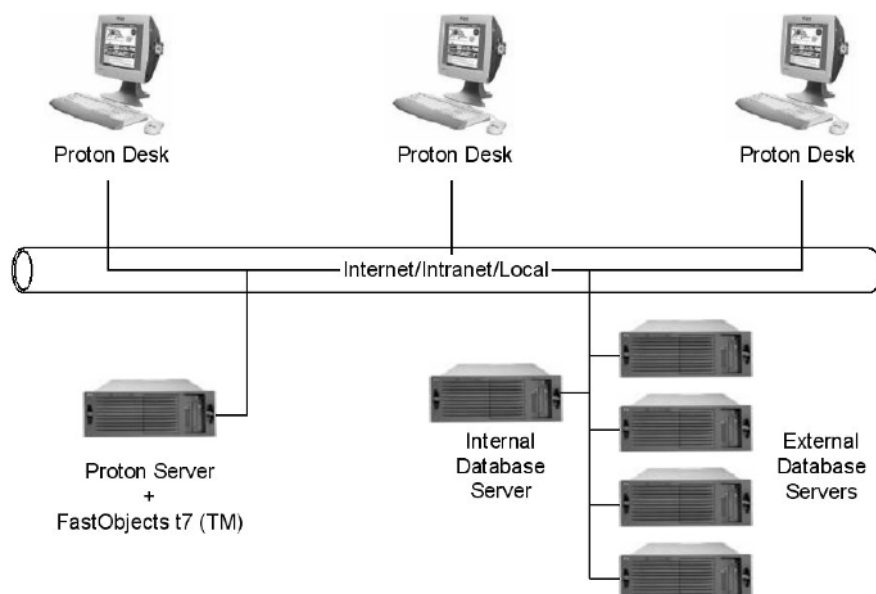 Proton Desk
Proton Desk
Proton Desk
Internet/Intranet/Local
Proton Server
+
FastObjects t7 (TM)
Internal
Database
Server
External
Database
Servers